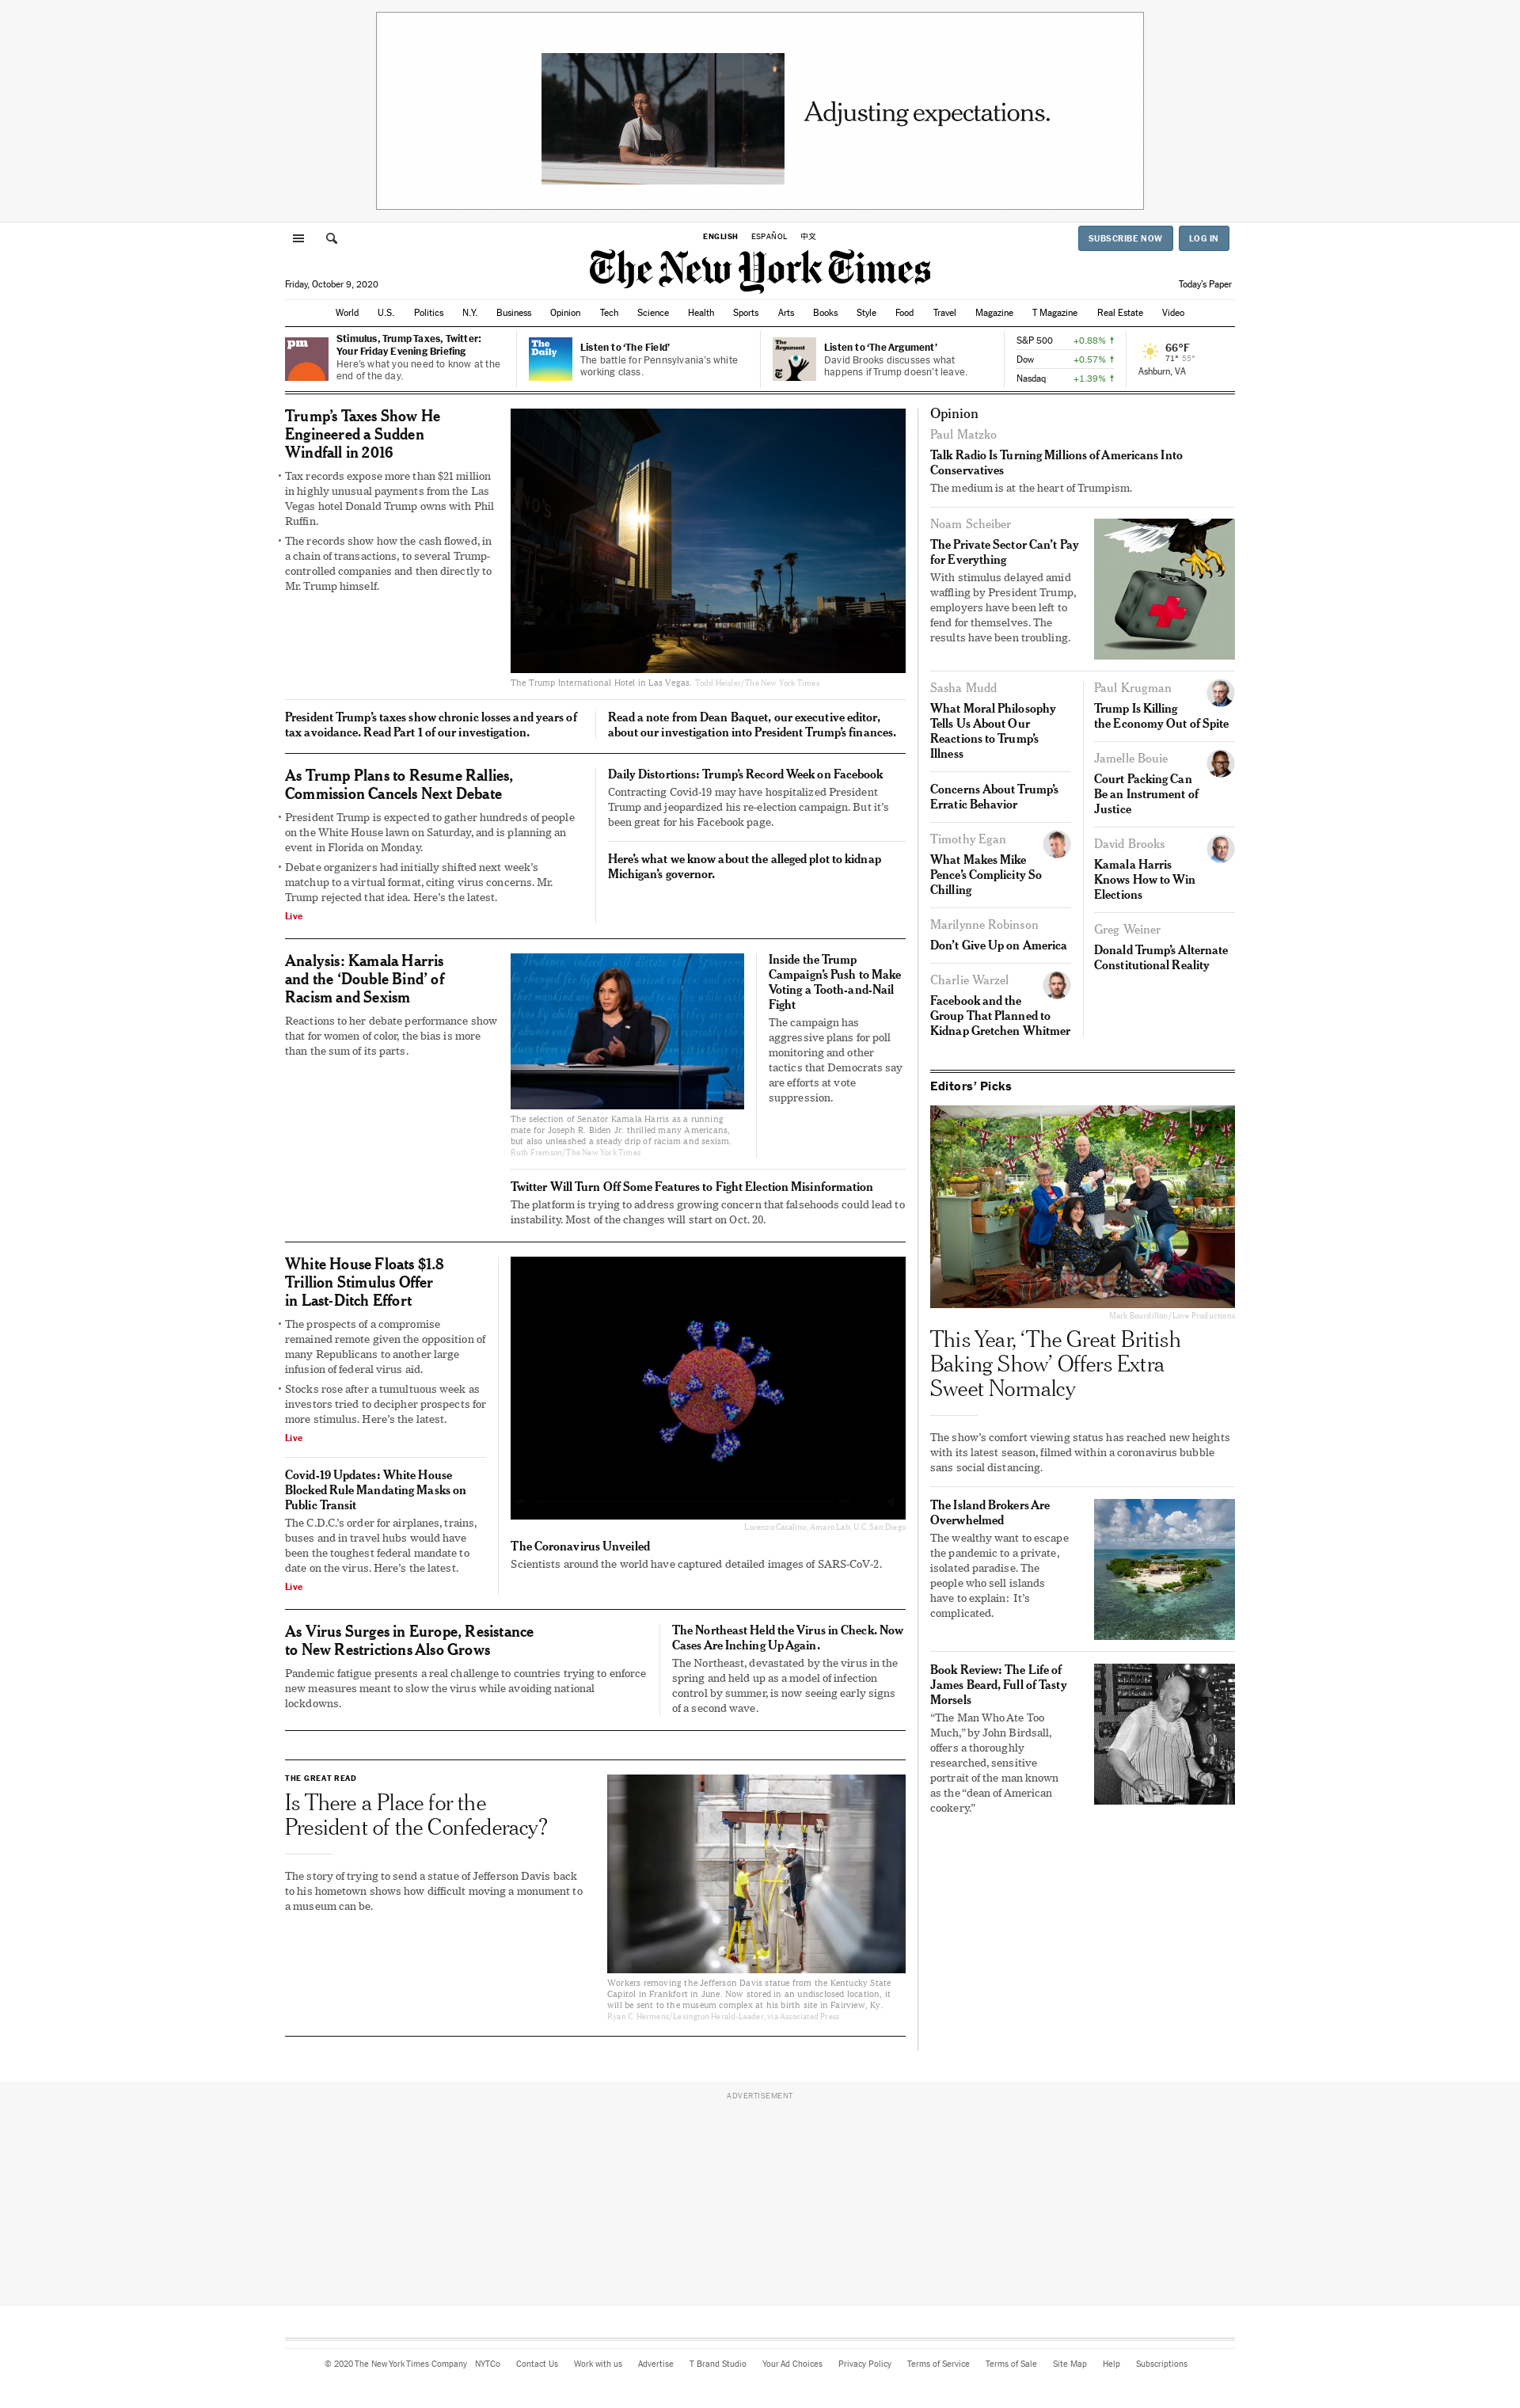 Adjusting expectations.
ENGLISH ESPAÑOL 中文
SUBSCRIBE NOW LOG IN
The New York Times
Friday, October 9, 2020
Today's Paper
World U.S. Politics N.Y. Business Opinion Tech Science Health Sports Arts Books Style Food Travel Magazine T Magazine Real Estate Video
pm
Stimulus, Trump Taxes, Twitter:
Your Friday Evening Briefing
Here's what you need to know at the
end of the day.
The
Daily
Listen to ‘The Field’
The battle for Pennsylvania's white
working class.
The
Argument
Listen to ‘The Argument’
David Brooks discusses what
happens if Trump doesn't leave.
S&P 500 +0.88% ↑
Dow +0.57% ↑
Nasdaq +1.39% ↑
66°F
71° 55°
Ashburn, VA
Trump’s Taxes Show He
Engineered a Sudden
Windfall in 2016
• Tax records expose more than $21 million
in highly unusual payments from the Las
Vegas hotel Donald Trump owns with Phil
Ruffin.
• The records show how the cash flowed, in
a chain of transactions, to several Trump-
controlled companies and then directly to
Mr. Trump himself.
The Trump International Hotel in Las Vegas. Todd Heisler/The New York Times
President Trump’s taxes show chronic losses and years of
tax avoidance. Read Part 1 of our investigation.
Read a note from Dean Baquet, our executive editor,
about our investigation into President Trump’s finances.
As Trump Plans to Resume Rallies,
Commission Cancels Next Debate
• President Trump is expected to gather hundreds of people
on the White House lawn on Saturday, and is planning an
event in Florida on Monday.
• Debate organizers had initially shifted next week’s
matchup to a virtual format, citing virus concerns. Mr.
Trump rejected that idea. Here’s the latest.
Live
Daily Distortions: Trump’s Record Week on Facebook
Contracting Covid-19 may have hospitalized President
Trump and jeopardized his re-election campaign. But it’s
been great for his Facebook page.
Here’s what we know about the alleged plot to kidnap
Michigan’s governor.
Analysis: Kamala Harris
and the ‘Double Bind’ of
Racism and Sexism
Reactions to her debate performance show
that for women of color, the bias is more
than the sum of its parts.
The selection of Senator Kamala Harris as a running
mate for Joseph R. Biden Jr. thrilled many Americans,
but also unleashed a steady drip of racism and sexism.
Ruth Fremson/The New York Times
Inside the Trump
Campaign’s Push to Make
Voting a Tooth-and-Nail
Fight
The campaign has
aggressive plans for poll
monitoring and other
tactics that Democrats say
are efforts at vote
suppression.
Twitter Will Turn Off Some Features to Fight Election Misinformation
The platform is trying to address growing concern that falsehoods could lead to
instability. Most of the changes will start on Oct. 20.
White House Floats $1.8
Trillion Stimulus Offer
in Last-Ditch Effort
• The prospects of a compromise
remained remote given the opposition of
many Republicans to another large
infusion of federal virus aid.
• Stocks rose after a tumultuous week as
investors tried to decipher prospects for
more stimulus. Here’s the latest.
Live
Covid-19 Updates: White House
Blocked Rule Mandating Masks on
Public Transit
The C.D.C.’s order for airplanes, trains,
buses and in travel hubs would have
been the toughest federal mandate to
date on the virus. Here’s the latest.
Live
Lorenzo Casalino, Amaro Lab, U.C. San Diego
The Coronavirus Unveiled
Scientists around the world have captured detailed images of SARS-CoV-2.
As Virus Surges in Europe, Resistance
to New Restrictions Also Grows
Pandemic fatigue presents a real challenge to countries trying to enforce
new measures meant to slow the virus while avoiding national
lockdowns.
The Northeast Held the Virus in Check. Now
Cases Are Inching Up Again.
The Northeast, devastated by the virus in the
spring and held up as a model of infection
control by summer, is now seeing early signs
of a second wave.
THE GREAT READ
Is There a Place for the
President of the Confederacy?
The story of trying to send a statue of Jefferson Davis back
to his hometown shows how difficult moving a monument to
a museum can be.
Workers removing the Jefferson Davis statue from the Kentucky State
Capitol in Frankfort in June. Now stored in an undisclosed location, it
will be sent to the museum complex at his birth site in Fairview, Ky.
Ryan C. Hermens/Lexington Herald-Leader, via Associated Press
Opinion
Paul Matzko
Talk Radio Is Turning Millions of Americans Into
Conservatives
The medium is at the heart of Trumpism.
Noam Scheiber
The Private Sector Can’t Pay
for Everything
With stimulus delayed amid
waffling by President Trump,
employers have been left to
fend for themselves. The
results have been troubling.
Sasha Mudd
What Moral Philosophy
Tells Us About Our
Reactions to Trump’s
Illness
Concerns About Trump’s
Erratic Behavior
Timothy Egan
What Makes Mike
Pence’s Complicity So
Chilling
Marilynne Robinson
Don’t Give Up on America
Charlie Warzel
Facebook and the
Group That Planned to
Kidnap Gretchen Whitmer
Paul Krugman
Trump Is Killing
the Economy Out of Spite
Jamelle Bouie
Court Packing Can
Be an Instrument of
Justice
David Brooks
Kamala Harris
Knows How to Win
Elections
Greg Weiner
Donald Trump’s Alternate
Constitutional Reality
Editors’ Picks
Mark Bourdillon/Love Productions
This Year, ‘The Great British
Baking Show’ Offers Extra
Sweet Normalcy
The show’s comfort viewing status has reached new heights
with its latest season, filmed within a coronavirus bubble
sans social distancing.
The Island Brokers Are
Overwhelmed
The wealthy want to escape
the pandemic to a private,
isolated paradise. The
people who sell islands
have to explain: It’s
complicated.
Book Review: The Life of
James Beard, Full of Tasty
Morsels
“The Man Who Ate Too
Much,” by John Birdsall,
offers a thoroughly
researched, sensitive
portrait of the man known
as the “dean of American
cookery.”
ADVERTISEMENT
© 2020 The New York Times Company NYTCo Contact Us Work with us Advertise T Brand Studio Your Ad Choices Privacy Policy Terms of Service Terms of Sale Site Map Help Subscriptions